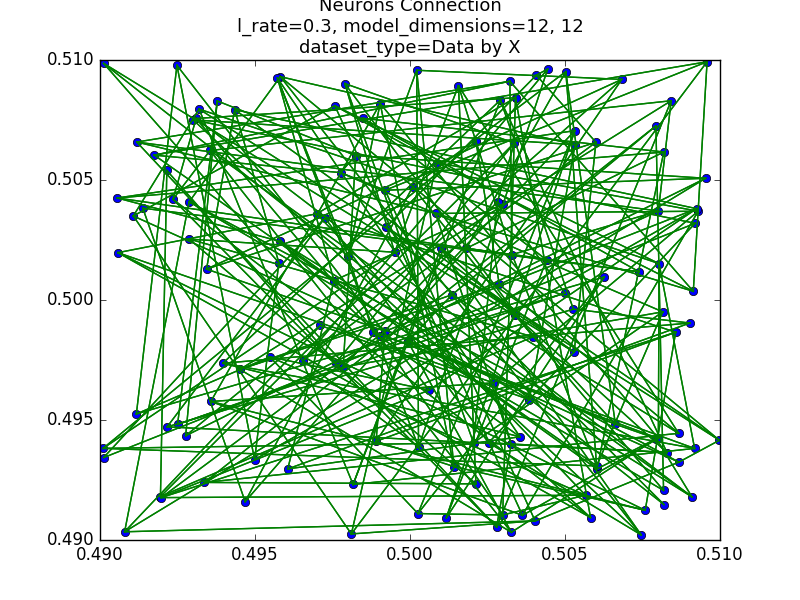 Neurons Connection
l_rate=0.3, model_dimensions=12, 12
dataset_type=Data by X
0.510
0.505
0.500
0.495
0.490
0.490 0.495 0.500 0.505 0.510